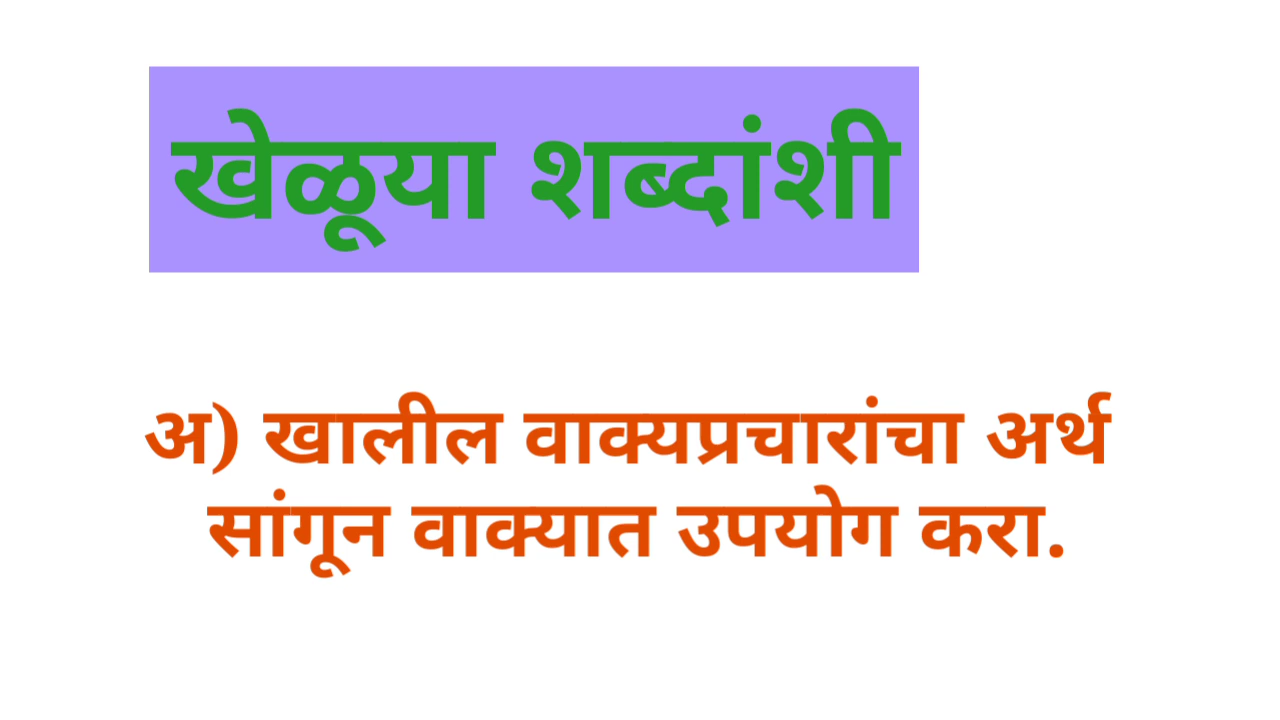 खेळूया शब्दांशी
अ) खालील वाक्यप्रचारांचा अर्थ
सांगून वाक्यात उपयोग करा.